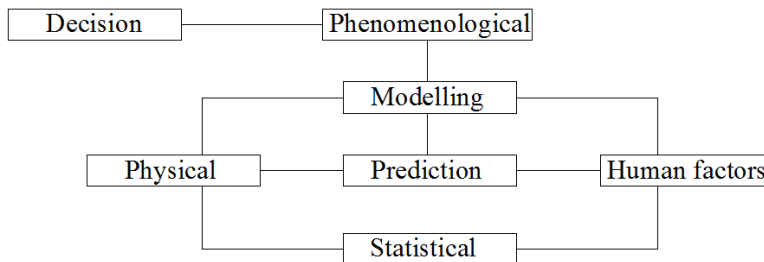 Decision
Phenomenological
Modelling
Physical
Prediction
Human factors
Statistical